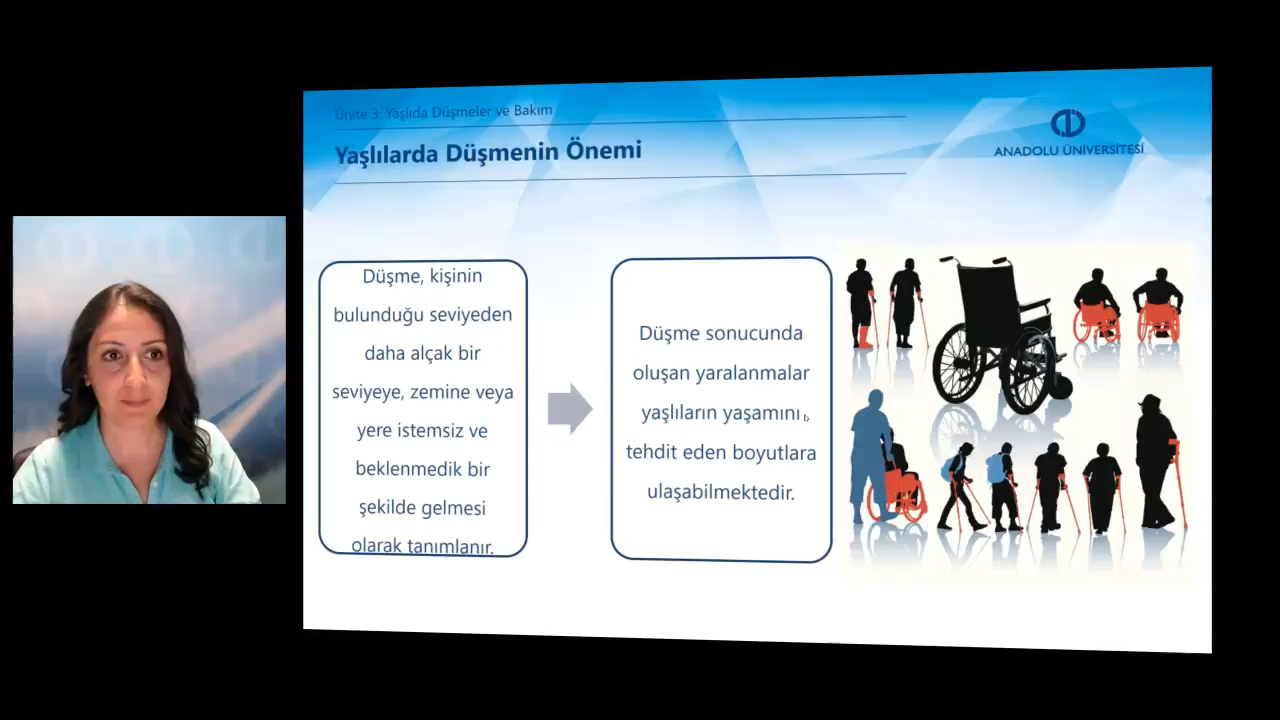 Ünite 3: Yaşlıda Düşmeler ve Bakım
Yaşlılarda Düşmenin Önemi
ANADOLU ÜNİVERSİTESİ
Düşme, kişinin
bulunduğu seviyeden
daha alçak bir
seviyeye, zemine veya
yere istemsiz ve
beklenmedik bir
şekilde gelmesi
olarak tanımlanır.
Düşme sonucunda
oluşan yaralanmalar
yaşlıların yaşamını
tehdit eden boyutlara
ulaşabilmektedir.